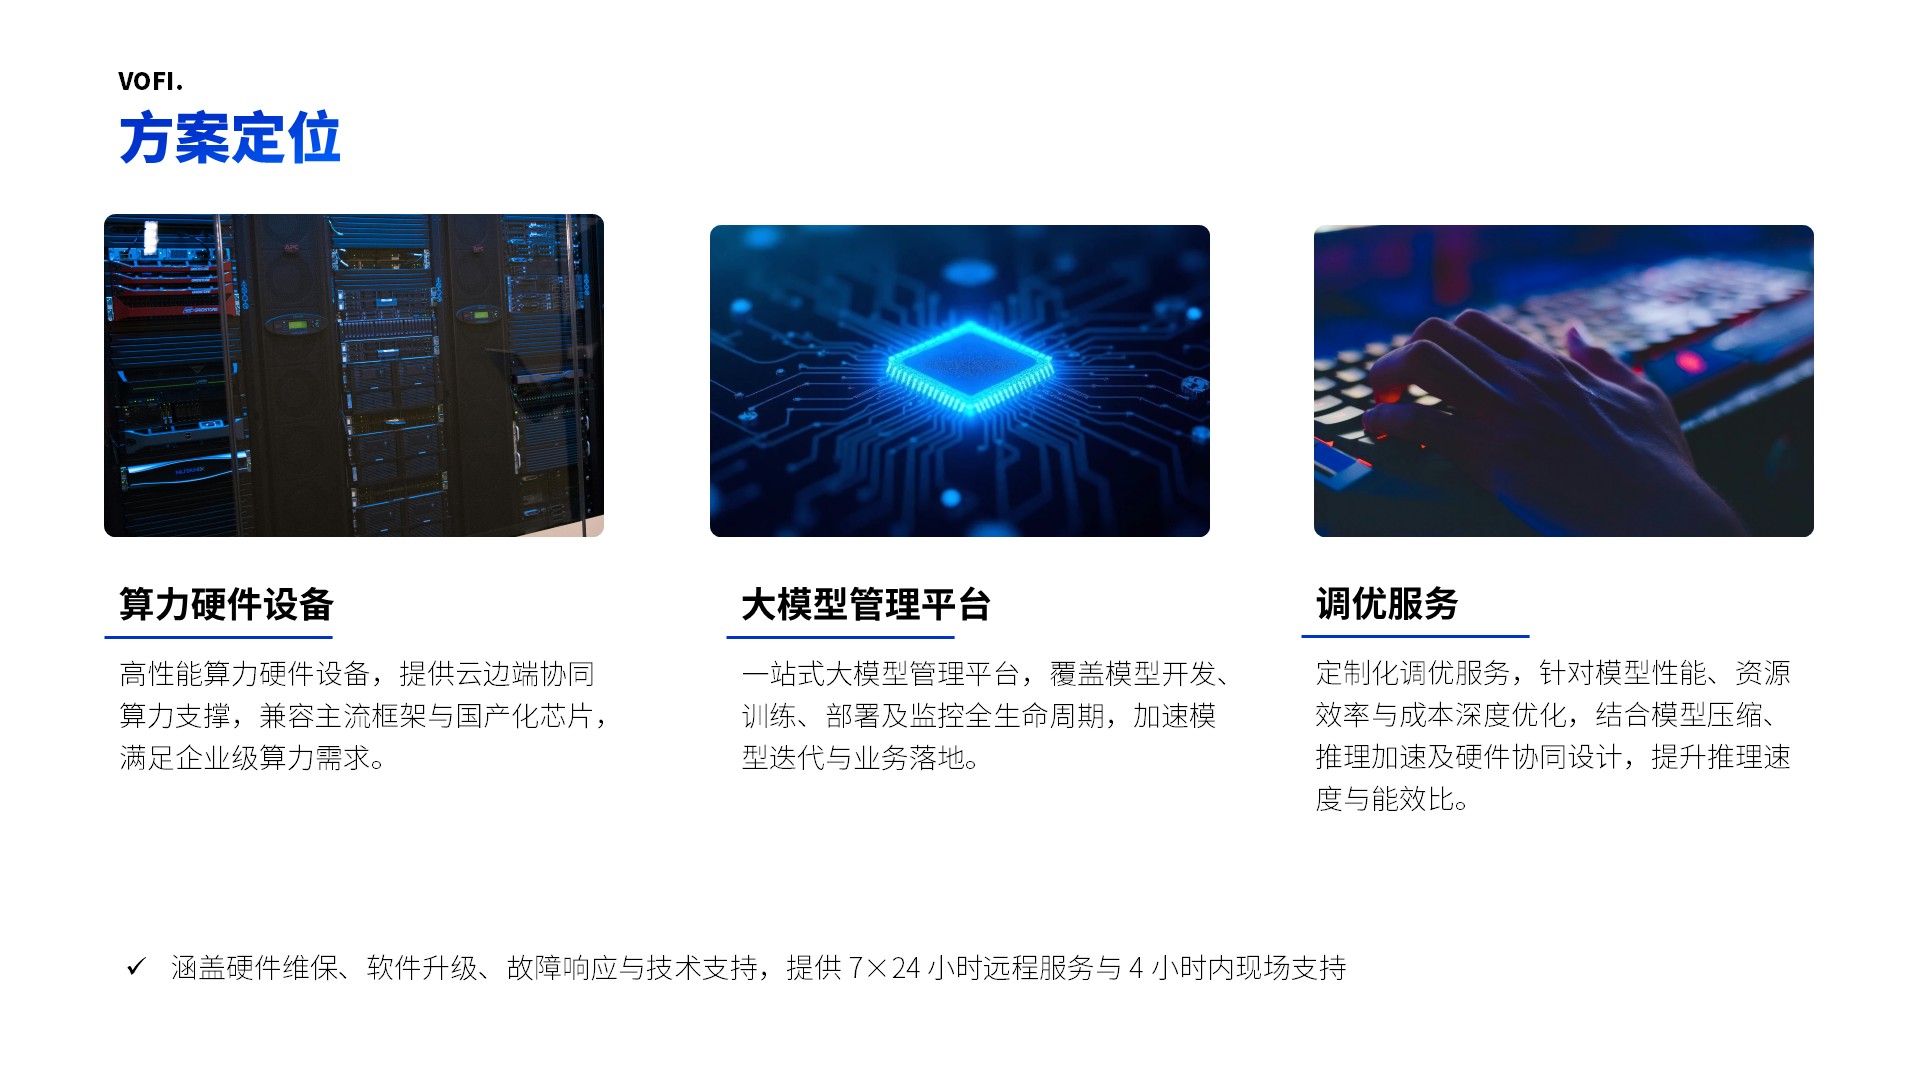 VOFI.
方案定位
算力硬件设备
高性能算力硬件设备，提供云边端协同
算力支撑，兼容主流框架与国产化芯片，
满足企业级算力需求。
大模型管理平台
一站式大模型管理平台，覆盖模型开发、
训练、部署及监控全生命周期，加速模
型迭代与业务落地。
调优服务
定制化调优服务，针对模型性能、资源
效率与成本深度优化，结合模型压缩、
推理加速及硬件协同设计，提升推理速
度与能效比。
✓ 涵盖硬件维保、软件升级、故障响应与技术支持，提供 7×24 小时远程服务与 4 小时内现场支持